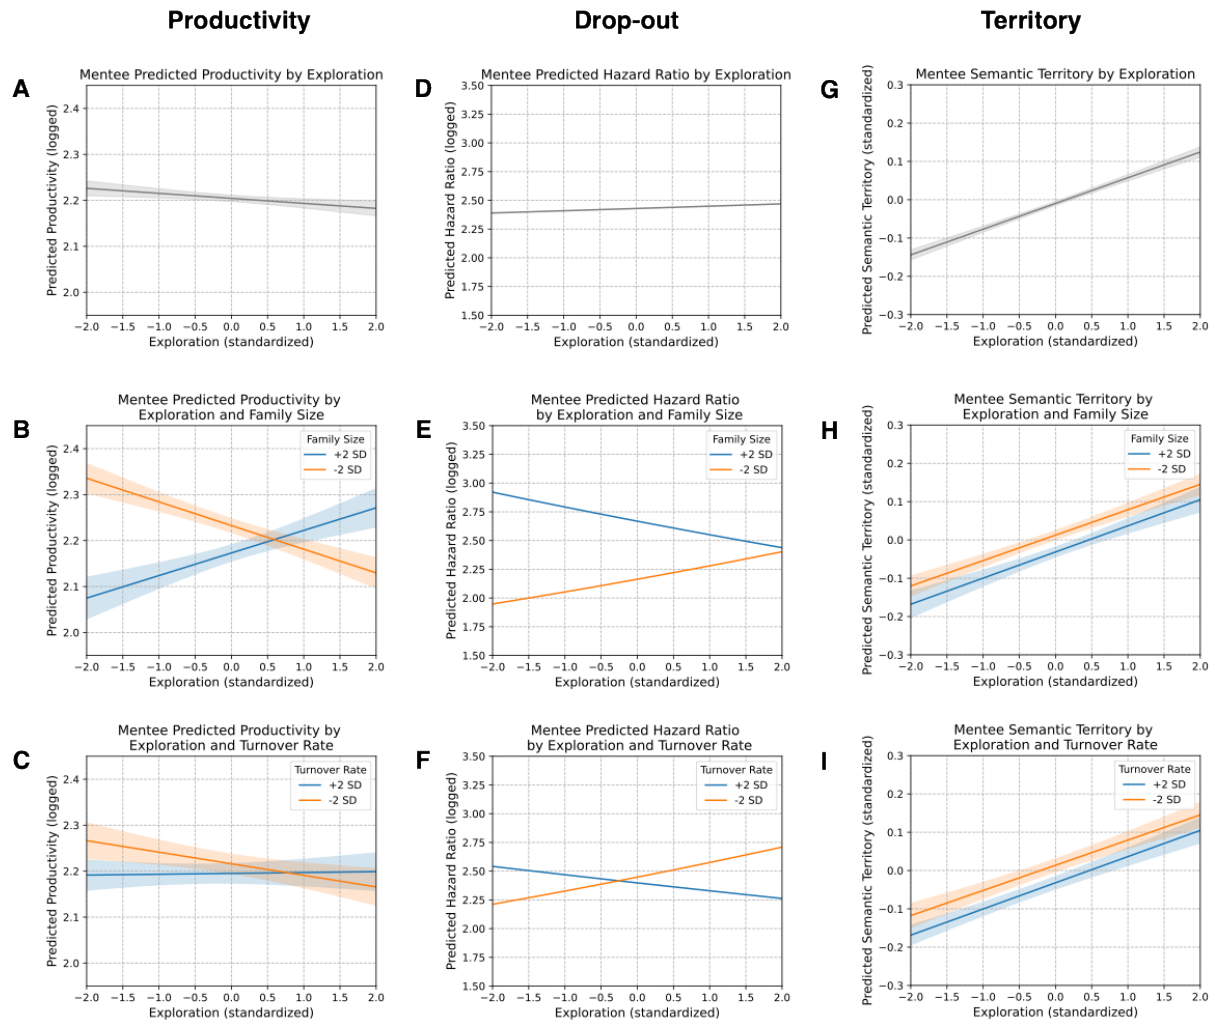 Productivity
Drop-out
Territory
A
Mentee Predicted Productivity by Exploration
Predicted Productivity (logged)
2.4
2.3
2.2
2.1
2.0
−2.0 −1.5 −1.0 −0.5 0.0 0.5 1.0 1.5 2.0
Exploration (standardized)
D
Mentee Predicted Hazard Ratio by Exploration
Predicted Hazard Ratio (logged)
3.50
3.25
3.00
2.75
2.50
2.25
2.00
1.75
1.50
−2.0 −1.5 −1.0 −0.5 0.0 0.5 1.0 1.5 2.0
Exploration (standardized)
G
Mentee Semantic Territory by Exploration
Predicted Semantic Territory (standardized)
0.3
0.2
0.1
0.0
−0.1
−0.2
−0.3
−2.0 −1.5 −1.0 −0.5 0.0 0.5 1.0 1.5 2.0
Exploration (standardized)
B
Mentee Predicted Productivity by
Exploration and Family Size
Predicted Productivity (logged)
2.4
2.3
2.2
2.1
2.0
Family Size
+2 SD
-2 SD
−2.0 −1.5 −1.0 −0.5 0.0 0.5 1.0 1.5 2.0
Exploration (standardized)
E
Mentee Predicted Hazard Ratio
by Exploration and Family Size
Predicted Hazard Ratio (logged)
3.50
3.25
3.00
2.75
2.50
2.25
2.00
1.75
1.50
Family Size
+2 SD
-2 SD
−2.0 −1.5 −1.0 −0.5 0.0 0.5 1.0 1.5 2.0
Exploration (standardized)
H
Mentee Semantic Territory by
Exploration and Family Size
Predicted Semantic Territory (standardized)
0.3
0.2
0.1
0.0
−0.1
−0.2
−0.3
Family Size
+2 SD
-2 SD
−2.0 −1.5 −1.0 −0.5 0.0 0.5 1.0 1.5 2.0
Exploration (standardized)
C
Mentee Predicted Productivity by
Exploration and Turnover Rate
Predicted Productivity (logged)
2.4
2.3
2.2
2.1
2.0
Turnover Rate
+2 SD
-2 SD
−2.0 −1.5 −1.0 −0.5 0.0 0.5 1.0 1.5 2.0
Exploration (standardized)
F
Mentee Predicted Hazard Ratio
by Exploration and Turnover Rate
Predicted Hazard Ratio (logged)
3.50
3.25
3.00
2.75
2.50
2.25
2.00
1.75
1.50
Turnover Rate
+2 SD
-2 SD
−2.0 −1.5 −1.0 −0.5 0.0 0.5 1.0 1.5 2.0
Exploration (standardized)
I
Mentee Semantic Territory by
Exploration and Turnover Rate
Predicted Semantic Territory (standardized)
0.3
0.2
0.1
0.0
−0.1
−0.2
−0.3
Turnover Rate
+2 SD
-2 SD
−2.0 −1.5 −1.0 −0.5 0.0 0.5 1.0 1.5 2.0
Exploration (standardized)